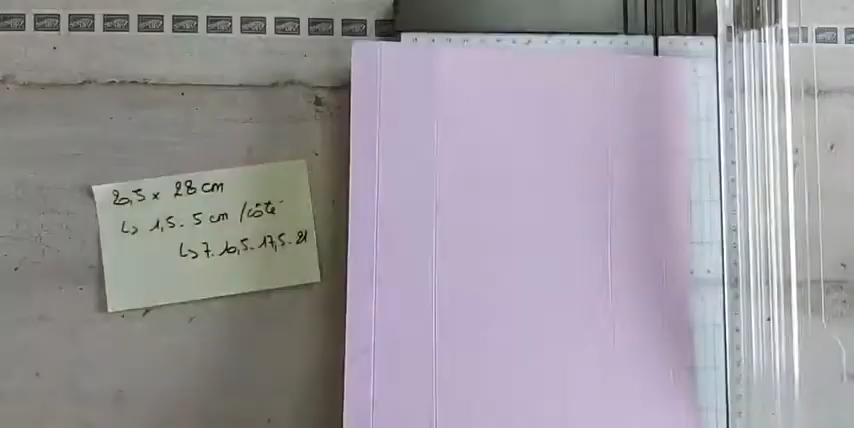 20,5 x 28 cm
↳ 1,5 - 5 cm / côté
↳ 7 - 10,5 - 17,5 - 21